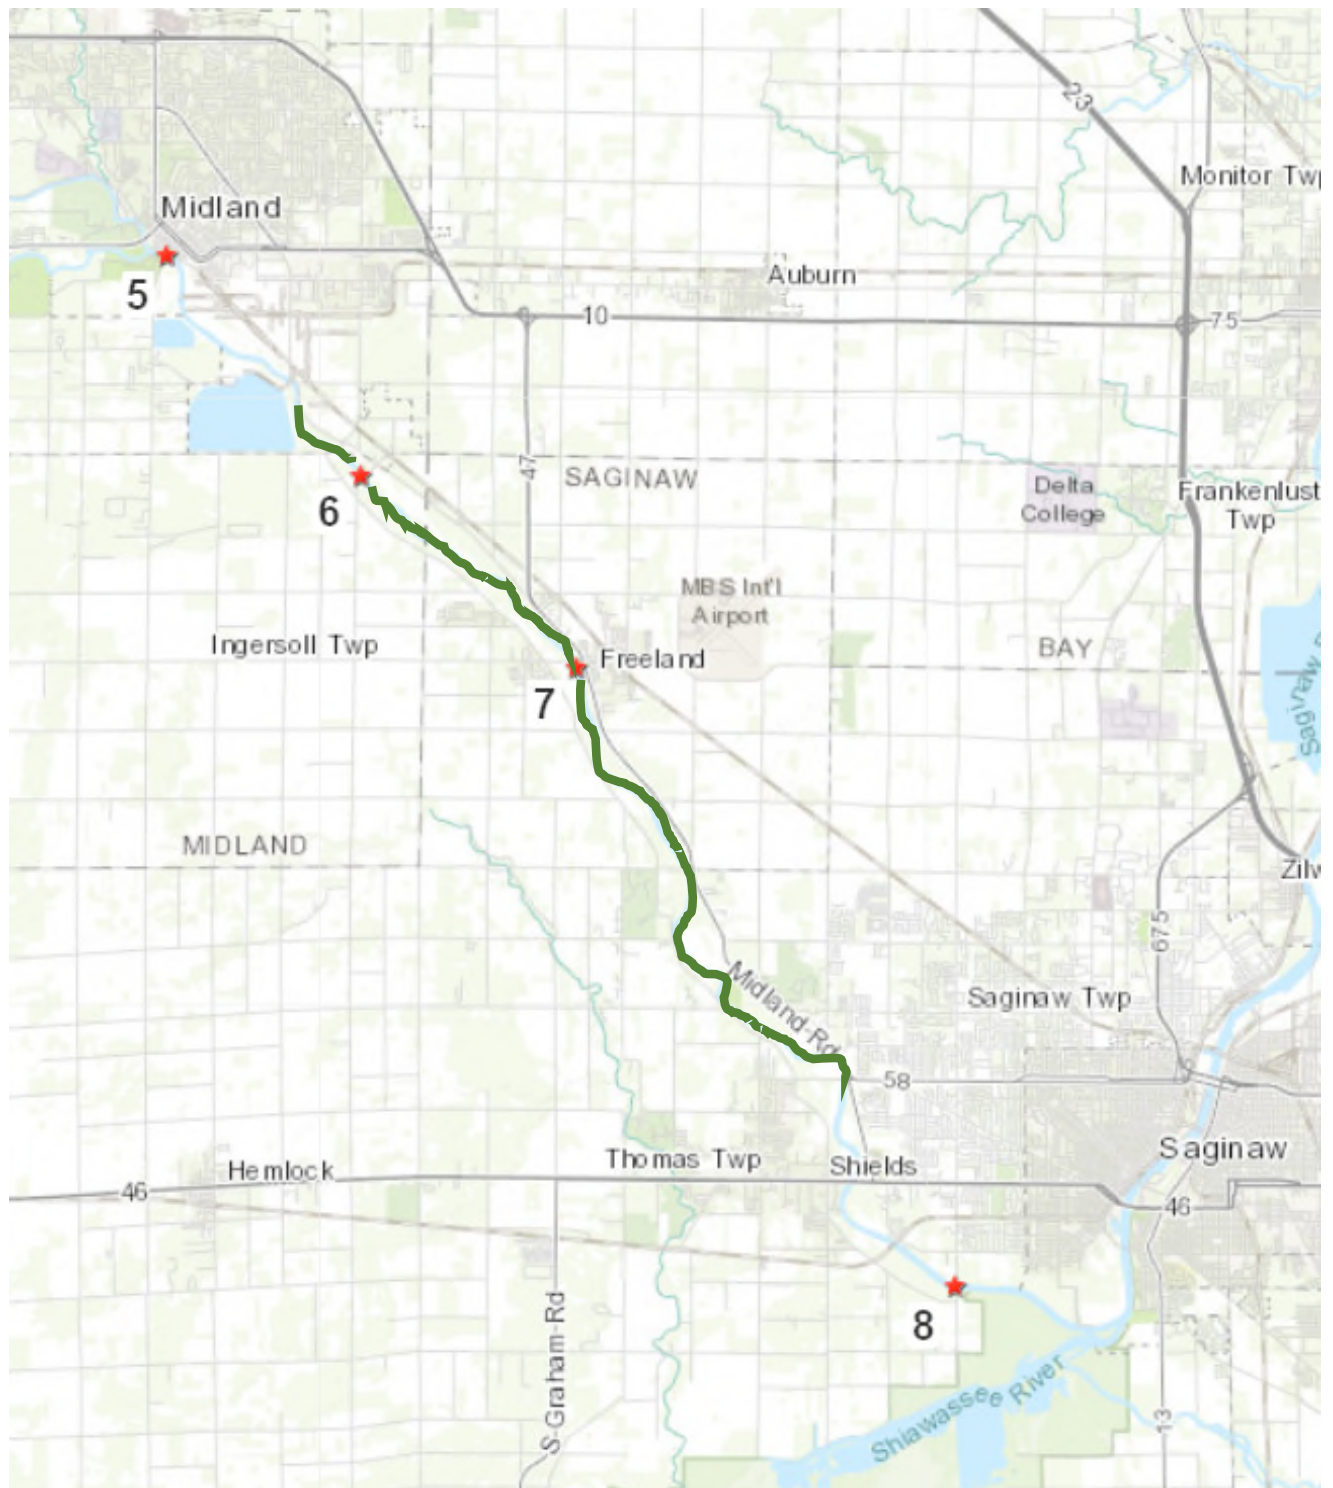 23
Monitor Twp
Midland
5
Auburn
10
75
47
SAGINAW
Delta
College
Frankenlust
Twp
6
MBS Int'l
Airport
Ingersoll Twp
Freeland
BAY
7
Saginaw
MIDLAND
Zilw
675
Midland-Rd
Saginaw Twp
58
Saginaw
Thomas Twp
Shields
Hemlock
46
46
8
S-Graham-Rd
Shiawassee River
13